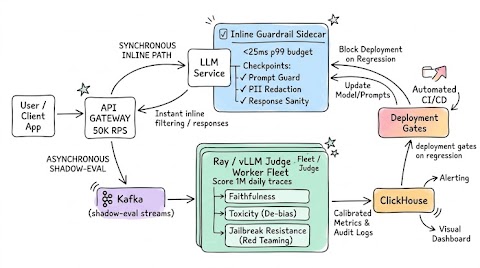 SYNCHRONOUS
INLINE PATH
Inline Guardrail Sidecar
<25ms p99 budget
Checkpoints:
✓ Prompt Guard
✓ PII Redaction
✓ Response Sanity
LLM
Service
Block Deployment
on Regression
Update
Model/Prompts
Automated
CI/CD
User /
Client
App
API
GATEWAY
50K RPS
Instant inline
filtering / responses
Deployment
Gates
deployment gates
on regression
ASYNCHRONOUS
SHADOW-EVAL
Kafka
(shadow-eval streams)
Ray / vLLM Judge
Worker Fleet
Fleet /
Judge
Score 1M daily traces
Faithfulness
Toxicity (De-bias)
Jailbreak Resistance
(Red Teaming)
Calibrated
Metrics &
Audit Logs
ClickHouse
Alerting
Visual
Dashboard